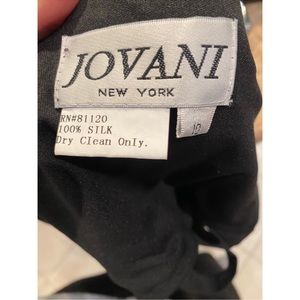 JOVANI
NEW YORK
10
RN#81120
100% SILK
Dry Clean Only.